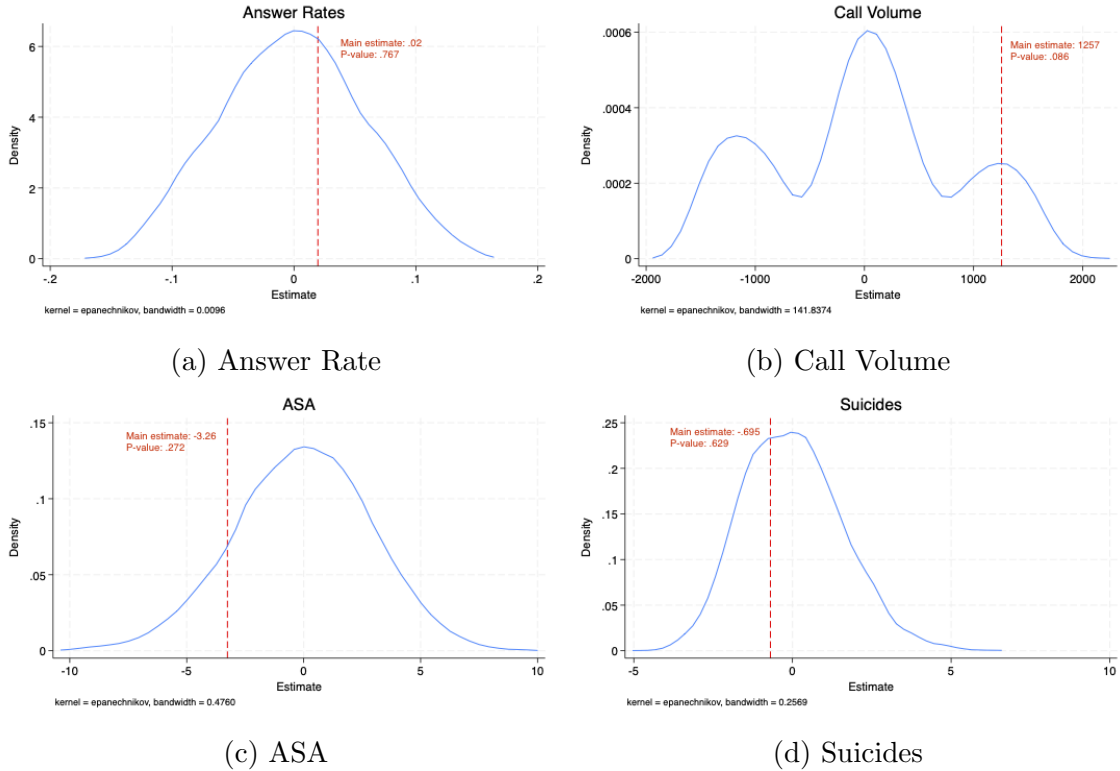 Answer Rates
Main estimate: .02
P-value: .767
Density
6
4
2
0
-.2
-.1
0
.1
.2
Estimate
kernel = epanechnikov, bandwidth = 0.0096
(a) Answer Rate
Call Volume
Main estimate: 1257
P-value: .086
Density
.0006
.0004
.0002
0
-2000
-1000
0
1000
2000
Estimate
kernel = epanechnikov, bandwidth = 141.8374
(b) Call Volume
ASA
Main estimate: -3.26
P-value: .272
Density
.15
.1
.05
0
-10
-5
0
5
10
Estimate
kernel = epanechnikov, bandwidth = 0.4760
(c) ASA
Suicides
Main estimate: -.695
P-value: .629
Density
.25
.2
.15
.1
.05
0
-5
0
5
10
Estimate
kernel = epanechnikov, bandwidth = 0.2569
(d) Suicides